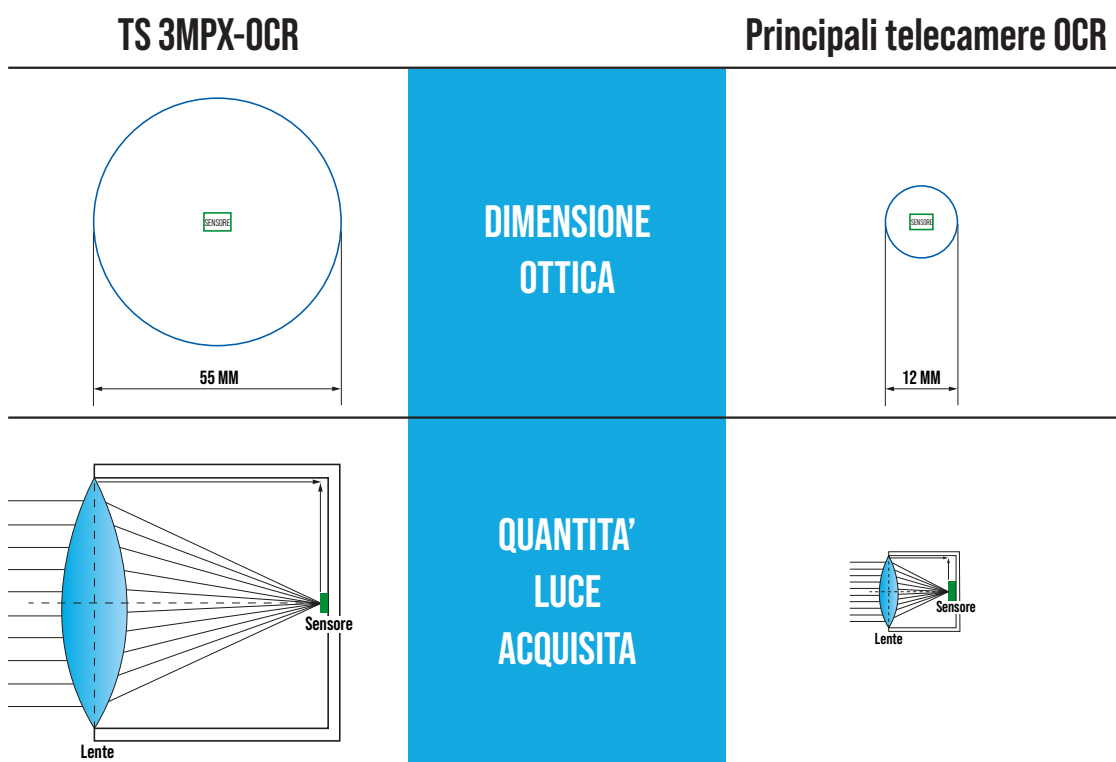 TS 3MPX-OCR
Principali telecamere OCR
SENSORE
DIMENSIONE
OTTICA
SENSORE
55 MM
12 MM
QUANTITA’
LUCE
ACQUISITA
Sensore
Lente
Sensore
Lente